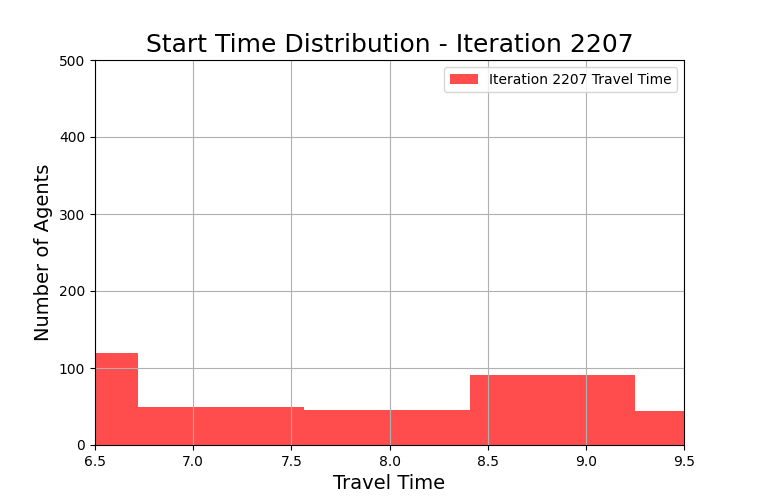 Start Time Distribution - Iteration 2207
500
400
300
200
100
0
Number of Agents
Iteration 2207 Travel Time
6.5 7.0 7.5 8.0 8.5 9.0 9.5
Travel Time